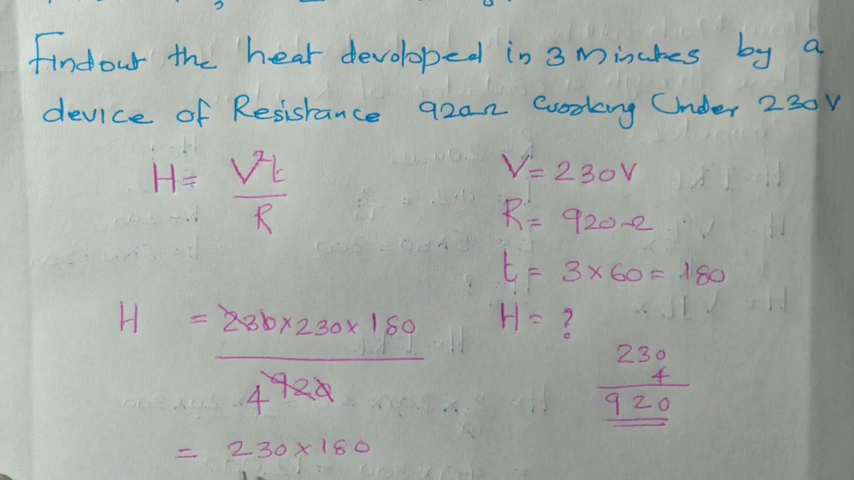 Findout the heat devoloped in 3 Minutes by a
device of Resistance 920Ω working Under 230V
H = V²t / R
V = 230V
R = 920Ω
t = 3 × 60 = 180
H = ?
H = 230 × 230 × 180 / 4 920
= 230 × 180
230
4
920